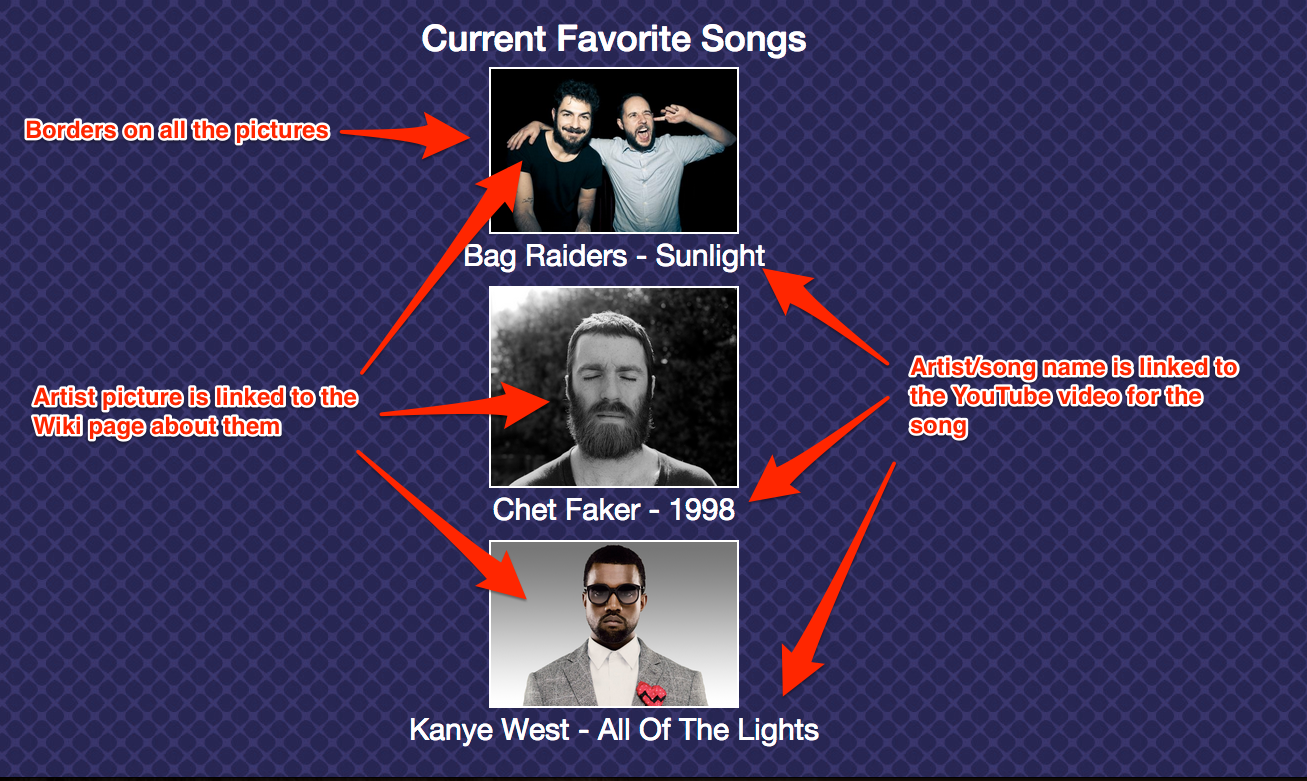 Current Favorite Songs
Borders on all the pictures
Bag Raiders - Sunlight
Artist picture is linked to the
Wiki page about them
Artist/song name is linked to
the YouTube video for the
song
Chet Faker - 1998
Kanye West - All Of The Lights